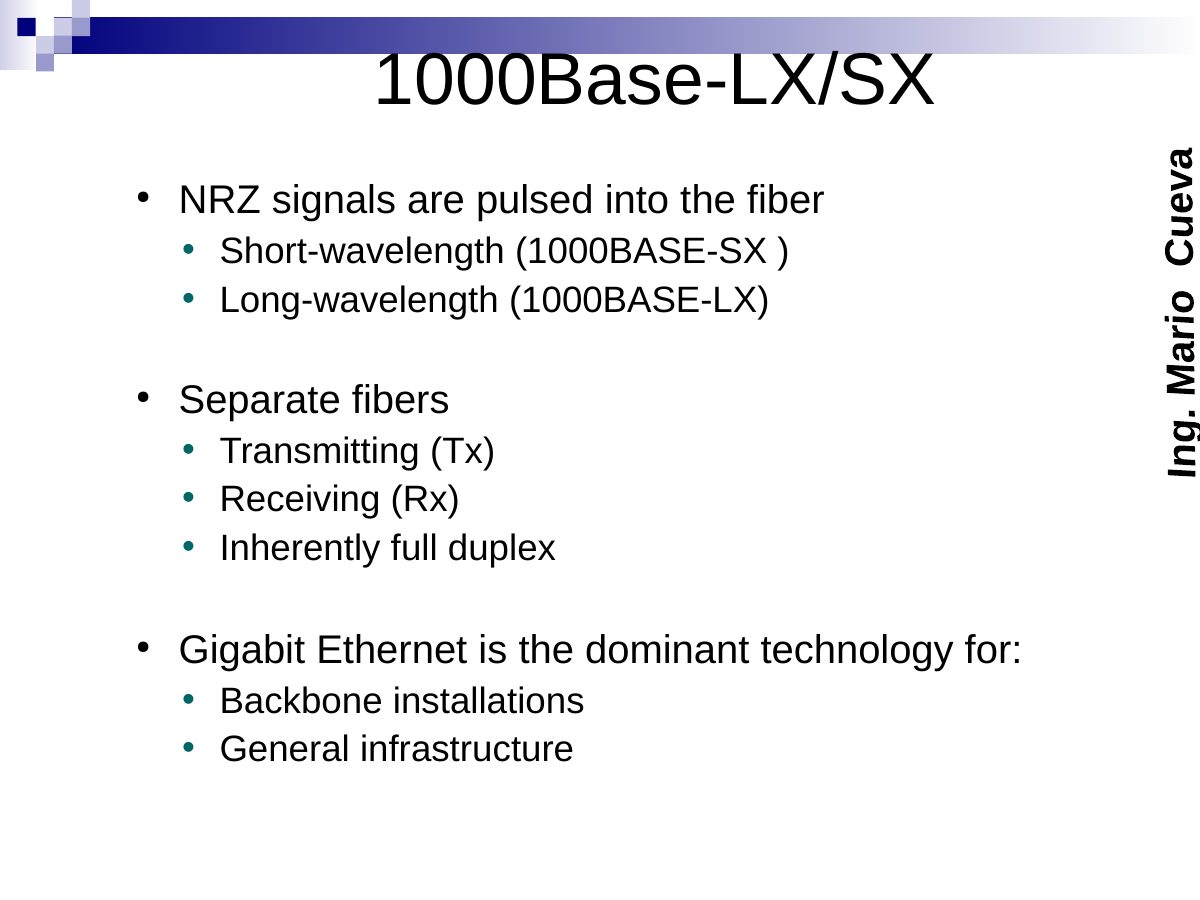 1000Base-LX/SX
• NRZ signals are pulsed into the fiber
• Short-wavelength (1000BASE-SX )
• Long-wavelength (1000BASE-LX)
• Separate fibers
• Transmitting (Tx)
• Receiving (Rx)
• Inherently full duplex
• Gigabit Ethernet is the dominant technology for:
• Backbone installations
• General infrastructure
Ing. Mario Cueva